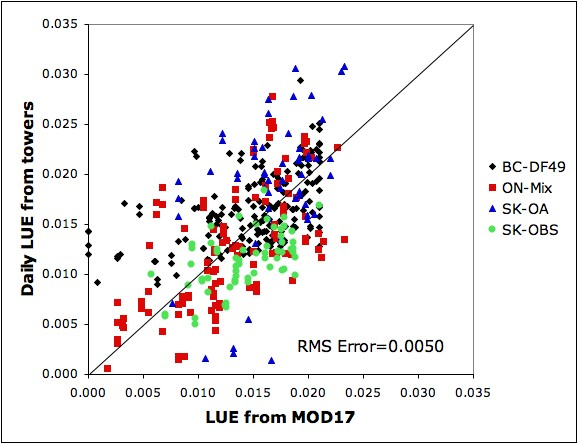 0.035
0.030
0.025
0.020
0.015
0.010
0.005
0.000
Daily LUE from towers
BC-DF49
ON-Mix
SK-OA
SK-OBS
RMS Error=0.0050
0.000 0.005 0.010 0.015 0.020 0.025 0.030 0.035
LUE from MOD17